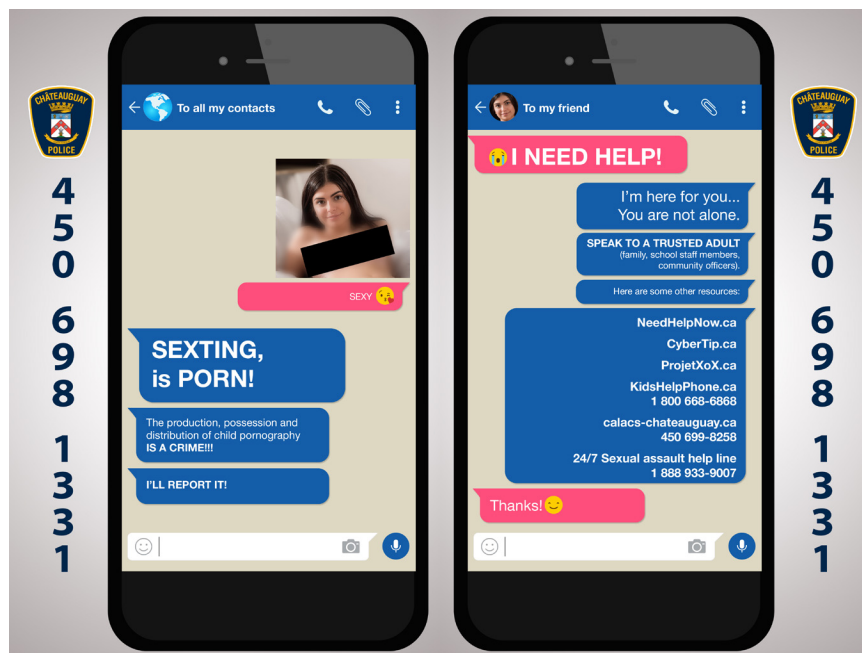 CHÂTEAUGUAY
POLICE
450
698
1331
To all my contacts
SEXY
SEXTING,
is PORN!
The production, possession and
distribution of child pornography
IS A CRIME!!!
I'LL REPORT IT!
To my friend
I NEED HELP!
I'm here for you...
You are not alone.
SPEAK TO A TRUSTED ADULT
(family, school staff members,
community officers).
Here are some other resources:
NeedHelpNow.ca
CyberTip.ca
ProjetXoX.ca
KidsHelpPhone.ca
1 800 668-6868
calacs-chateauguay.ca
450 699-8258
24/7 Sexual assault help line
1 888 933-9007
Thanks!
CHÂTEAUGUAY
POLICE
450
698
1331